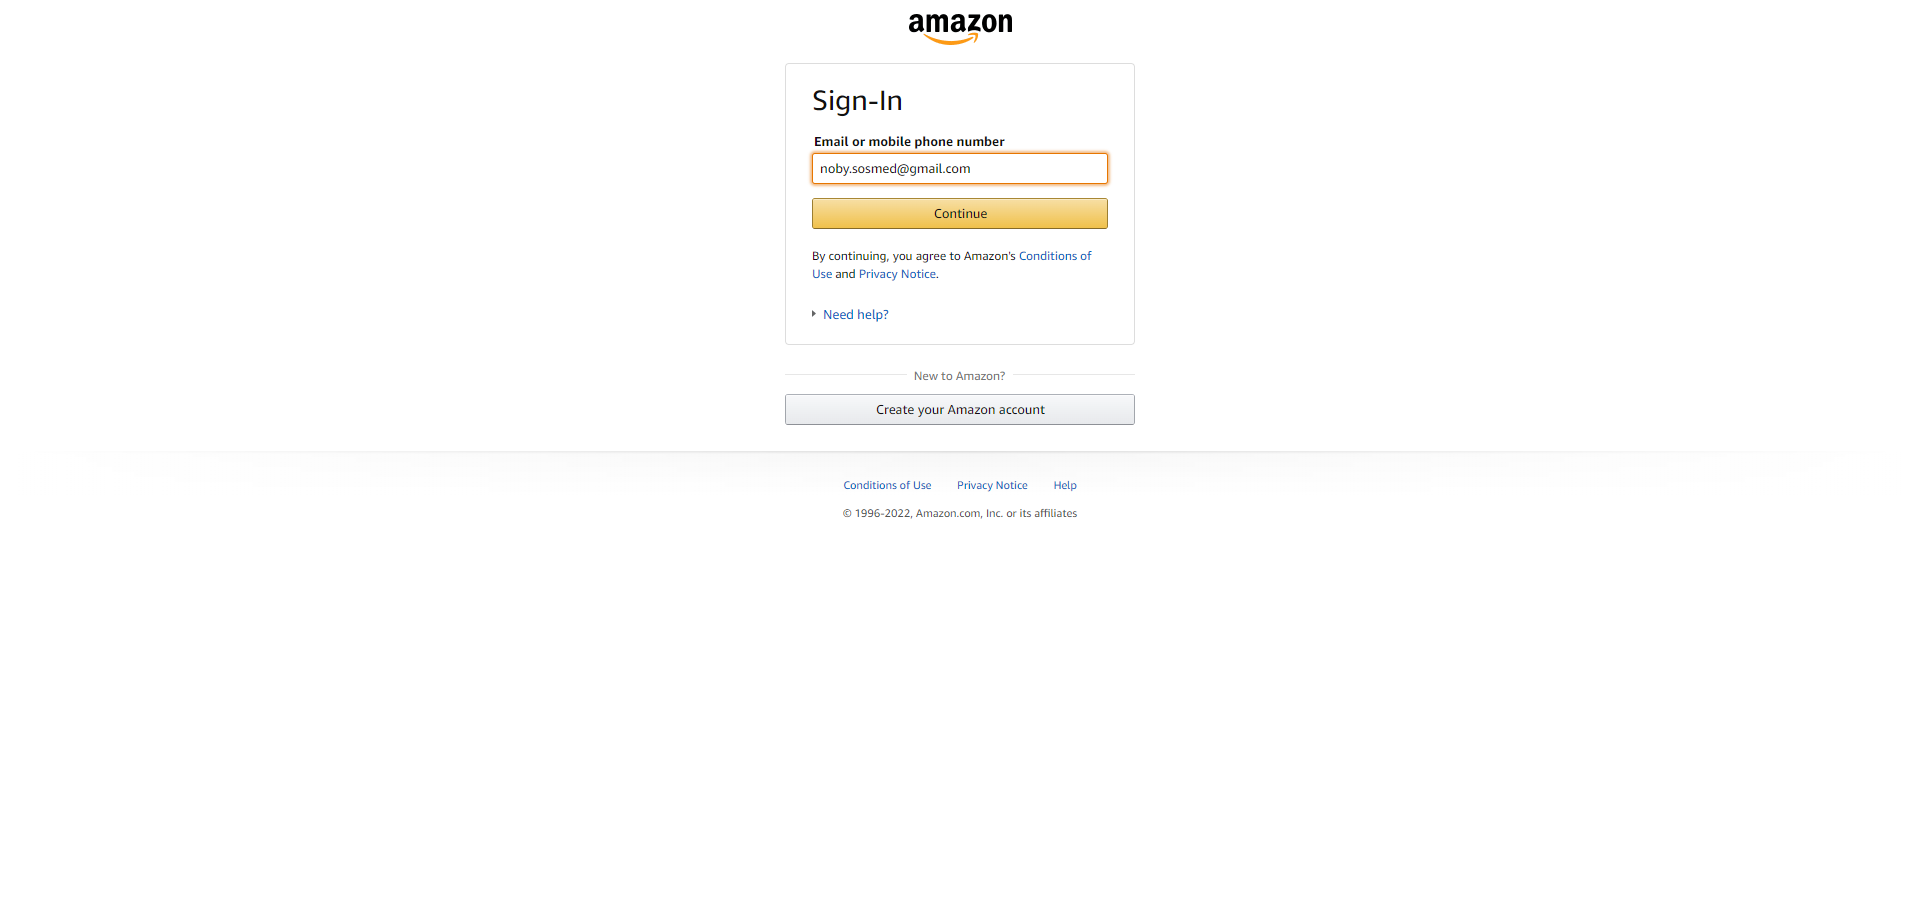 amazon
Sign-In
Email or mobile phone number
noby.sosmed@gmail.com
Continue
By continuing, you agree to Amazon's Conditions of
Use and Privacy Notice.
Need help?
New to Amazon?
Create your Amazon account
Conditions of Use Privacy Notice Help
© 1996-2022, Amazon.com, Inc. or its affiliates